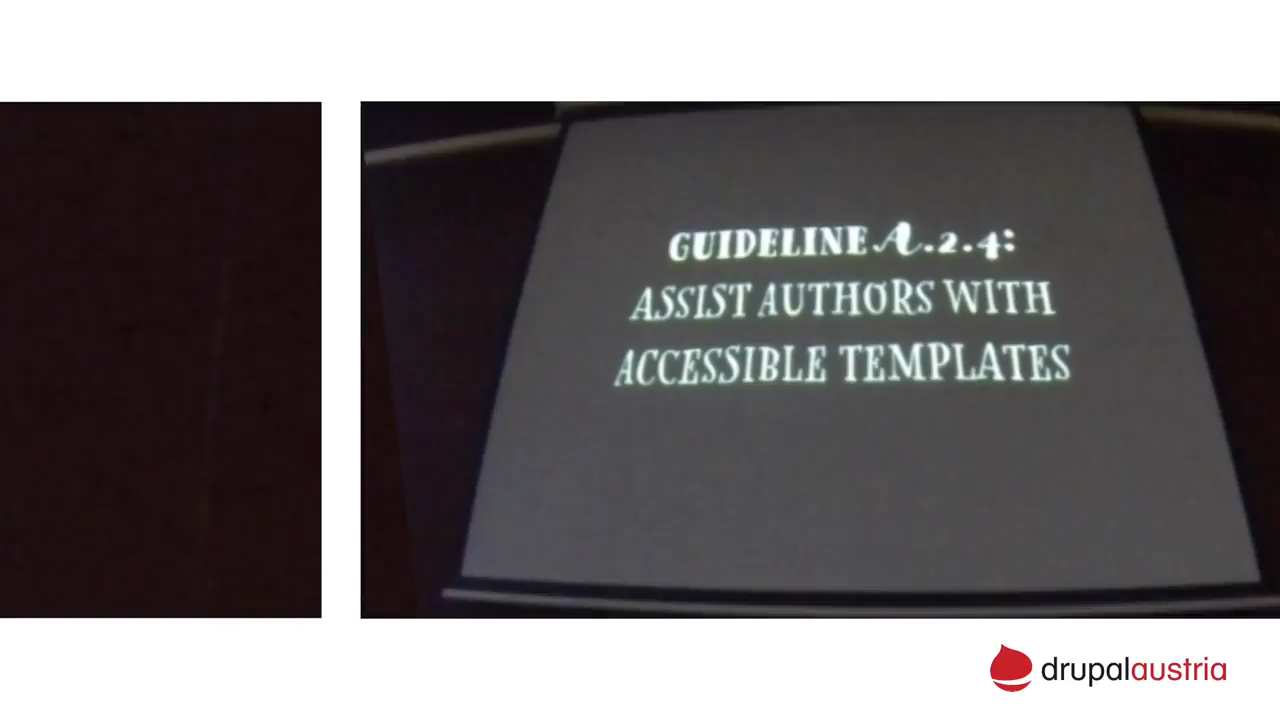 GUIDELINE A.2.4:
ASSIST AUTHORS WITH
ACCESSIBLE TEMPLATES
drupalaustria